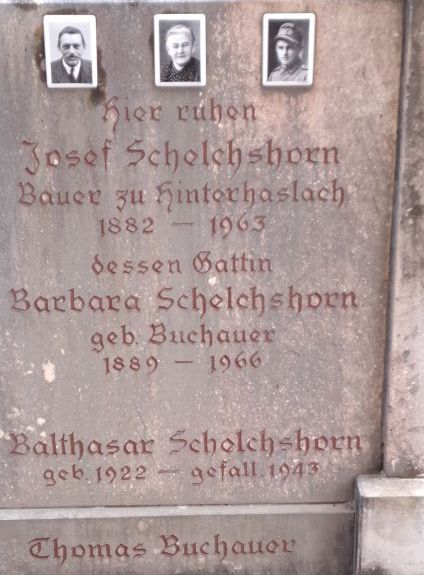 Hier ruhen
Josef Schelchshorn
Bauer zu Hinterhaslach
1882 – 1963
dessen Gattin
Barbara Schelchshorn
geb. Buchauer
1889 – 1966
Balthasar Schelchshorn
geb. 1922 – gefall. 1943
Thomas Buchauer